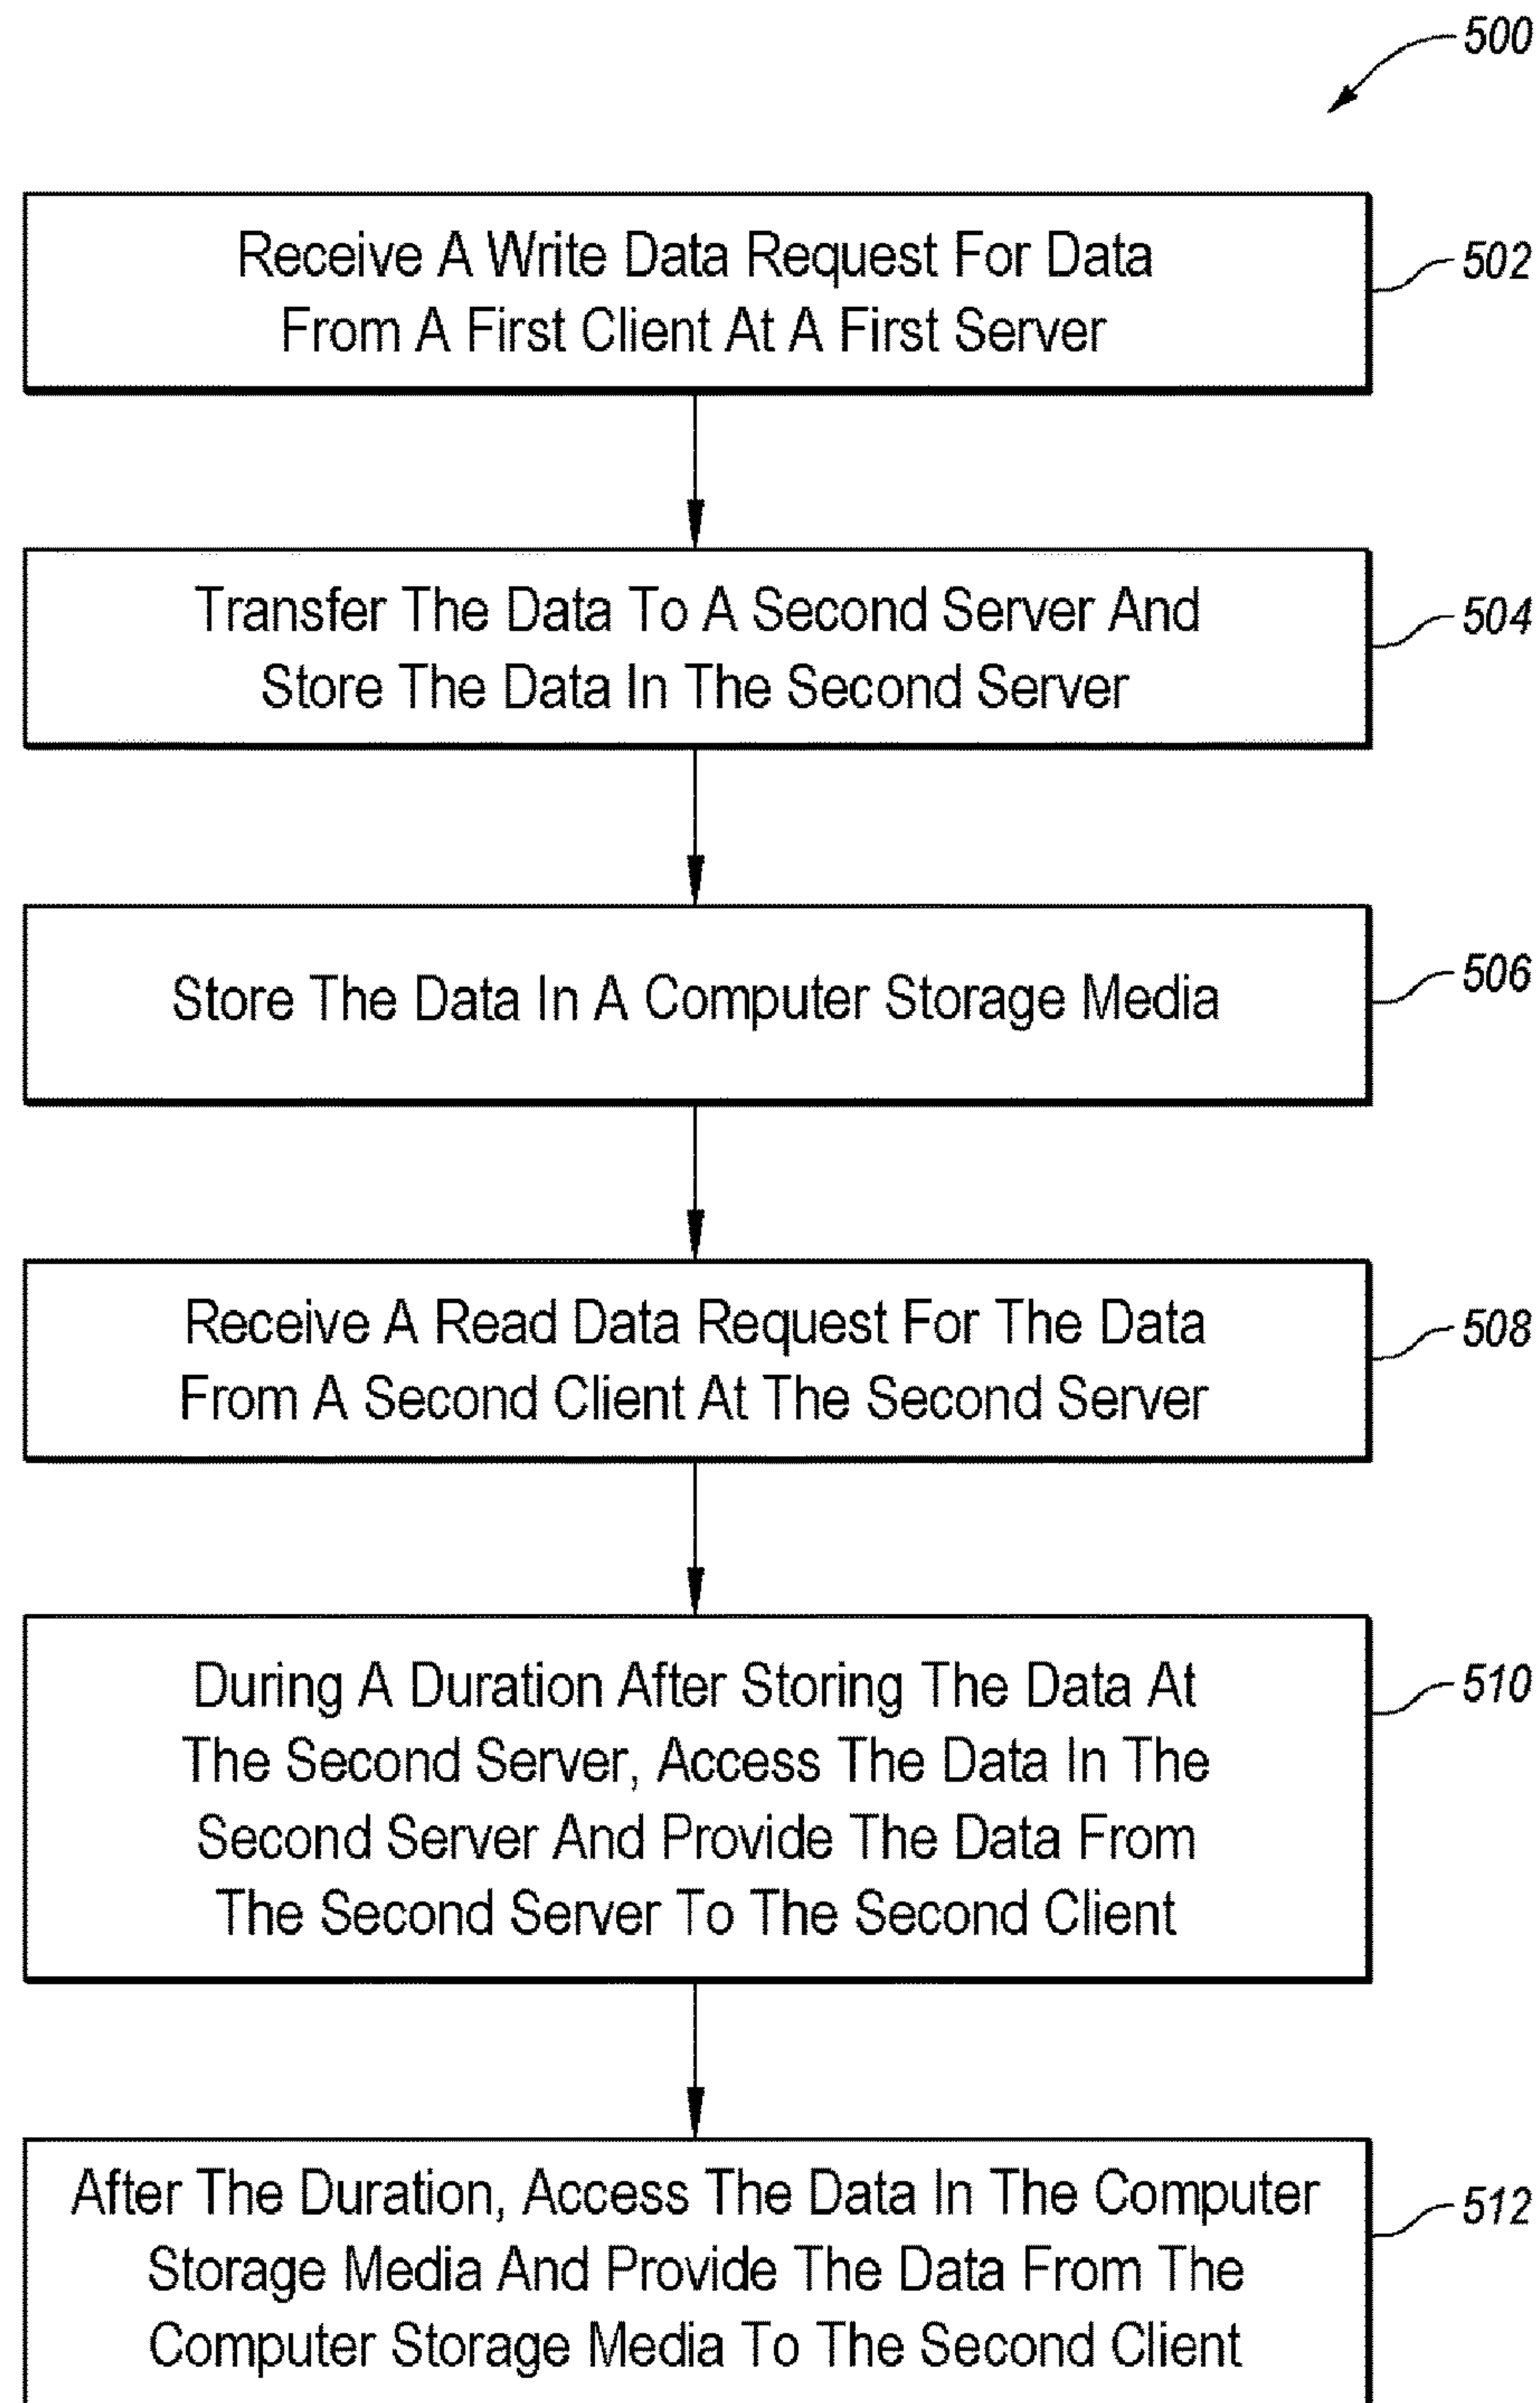 500
Receive A Write Data Request For Data
From A First Client At A First Server
502
Transfer The Data To A Second Server And
Store The Data In The Second Server
504
Store The Data In A Computer Storage Media
506
Receive A Read Data Request For The Data
From A Second Client At The Second Server
508
During A Duration After Storing The Data At
The Second Server, Access The Data In The
Second Server And Provide The Data From
The Second Server To The Second Client
510
After The Duration, Access The Data In The Computer
Storage Media And Provide The Data From The
Computer Storage Media To The Second Client
512